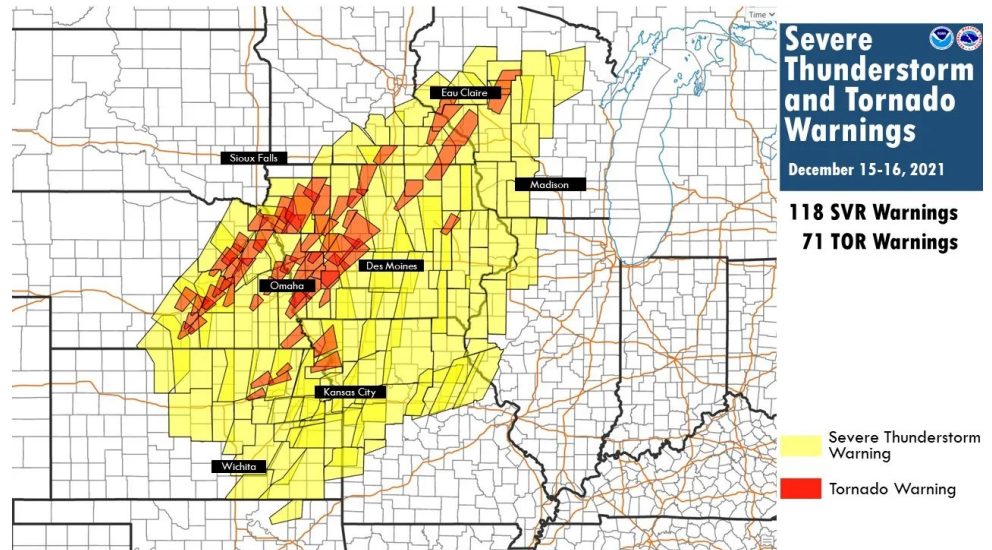 Time
Severe
Thunderstorm
and Tornado
Warnings
December 15-16, 2021
118 SVR Warnings
71 TOR Warnings
Eau Claire
Sioux Falls
Madison
Des Moines
Omaha
Kansas City
Wichita
Severe Thunderstorm
Warning
Tornado Warning